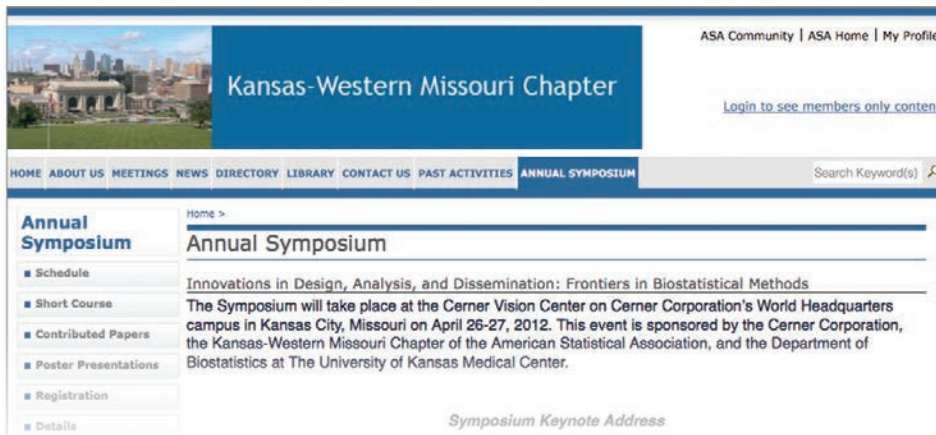 ASA Community | ASA Home | My Profile
Kansas-Western Missouri Chapter
Login to see members only conten
HOME ABOUT US MEETINGS NEWS DIRECTORY LIBRARY CONTACT US PAST ACTIVITIES ANNUAL SYMPOSIUM Search Keyword(s)
Annual
Symposium
Schedule
Short Course
Contributed Papers
Poster Presentations
Registration
Details
Home >
Annual Symposium
Innovations in Design, Analysis, and Dissemination: Frontiers in Biostatistical Methods
The Symposium will take place at the Cerner Vision Center on Cerner Corporation's World Headquarters
campus in Kansas City, Missouri on April 26-27, 2012. This event is sponsored by the Cerner Corporation,
the Kansas-Western Missouri Chapter of the American Statistical Association, and the Department of
Biostatistics at The University of Kansas Medical Center.
Symposium Keynote Address